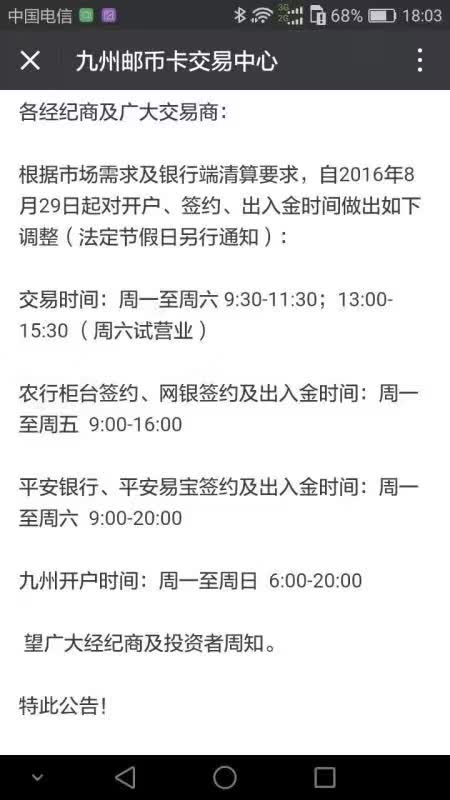 中国电信 3G 2G 68% 18:03
九州邮币卡交易中心
各经纪商及广大交易商：
根据市场需求及银行端清算要求，自2016年8
月29日起对开户、签约、出入金时间做出如下
调整（法定节假日另行通知）：
交易时间：周一至周六 9:30-11:30；13:00-
15:30（周六试营业）
农行柜台签约、网银签约及出入金时间：周一
至周五 9:00-16:00
平安银行、平安易宝签约及出入金时间：周一
至周六 9:00-20:00
九州开户时间：周一至周日 6:00-20:00
望广大经纪商及投资者周知。
特此公告！